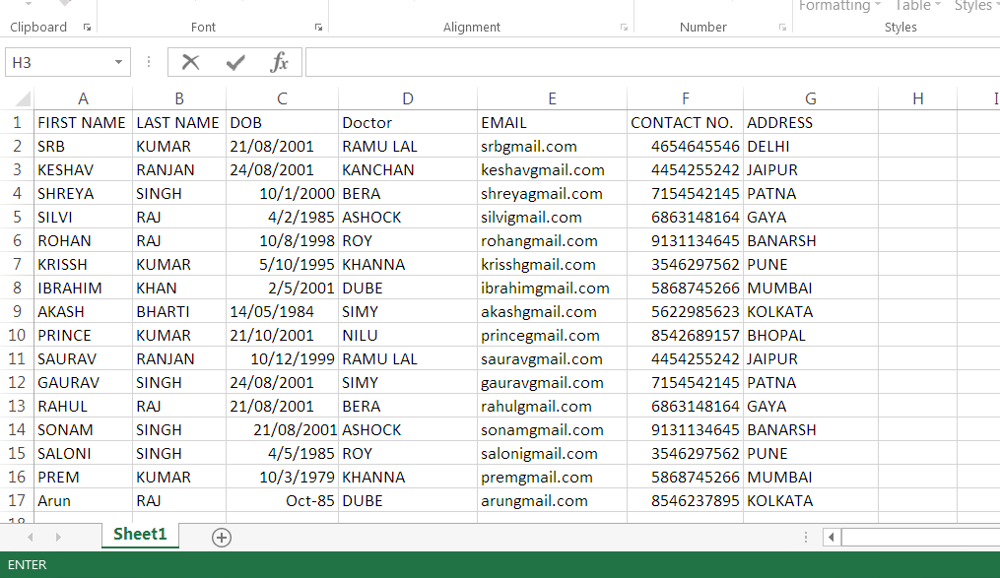 Formatting Table Styles
Clipboard Font Alignment Number Styles
H3 fx
A B C D E F G H I
1 FIRST NAME LAST NAME DOB Doctor EMAIL CONTACT NO. ADDRESS
2 SRB KUMAR 21/08/2001 RAMU LAL srbgmail.com 4654645546 DELHI
3 KESHAV RANJAN 24/08/2001 KANCHAN keshavgmail.com 4454255242 JAIPUR
4 SHREYA SINGH 10/1/2000 BERA shreyagmail.com 7154542145 PATNA
5 SILVI RAJ 4/2/1985 ASHOCK silvigmail.com 6863148164 GAYA
6 ROHAN RAJ 10/8/1998 ROY rohangmail.com 9131134645 BANARSH
7 KRISSH KUMAR 5/10/1995 KHANNA krisshgmail.com 3546297562 PUNE
8 IBRAHIM KHAN 2/5/2001 DUBE ibrahimgmail.com 5868745266 MUMBAI
9 AKASH BHARTI 14/05/1984 SIMY akashgmail.com 5622985623 KOLKATA
10 PRINCE KUMAR 21/10/2001 NILU princegmail.com 8542689157 BHOPAL
11 SAURAV RANJAN 10/12/1999 RAMU LAL sauravgmail.com 4454255242 JAIPUR
12 GAURAV SINGH 24/08/2001 SIMY gauravgmail.com 7154542145 PATNA
13 RAHUL RAJ 21/08/2001 BERA rahulgmail.com 6863148164 GAYA
14 SONAM SINGH 21/08/2001 ASHOCK sonamgmail.com 9131134645 BANARSH
15 SALONI SINGH 4/5/1985 ROY salonigmail.com 3546297562 PUNE
16 PREM KUMAR 10/3/1979 KHANNA premgmail.com 5868745266 MUMBAI
17 Arun RAJ Oct-85 DUBE arungmail.com 8546237895 KOLKATA
18
Sheet1
ENTER